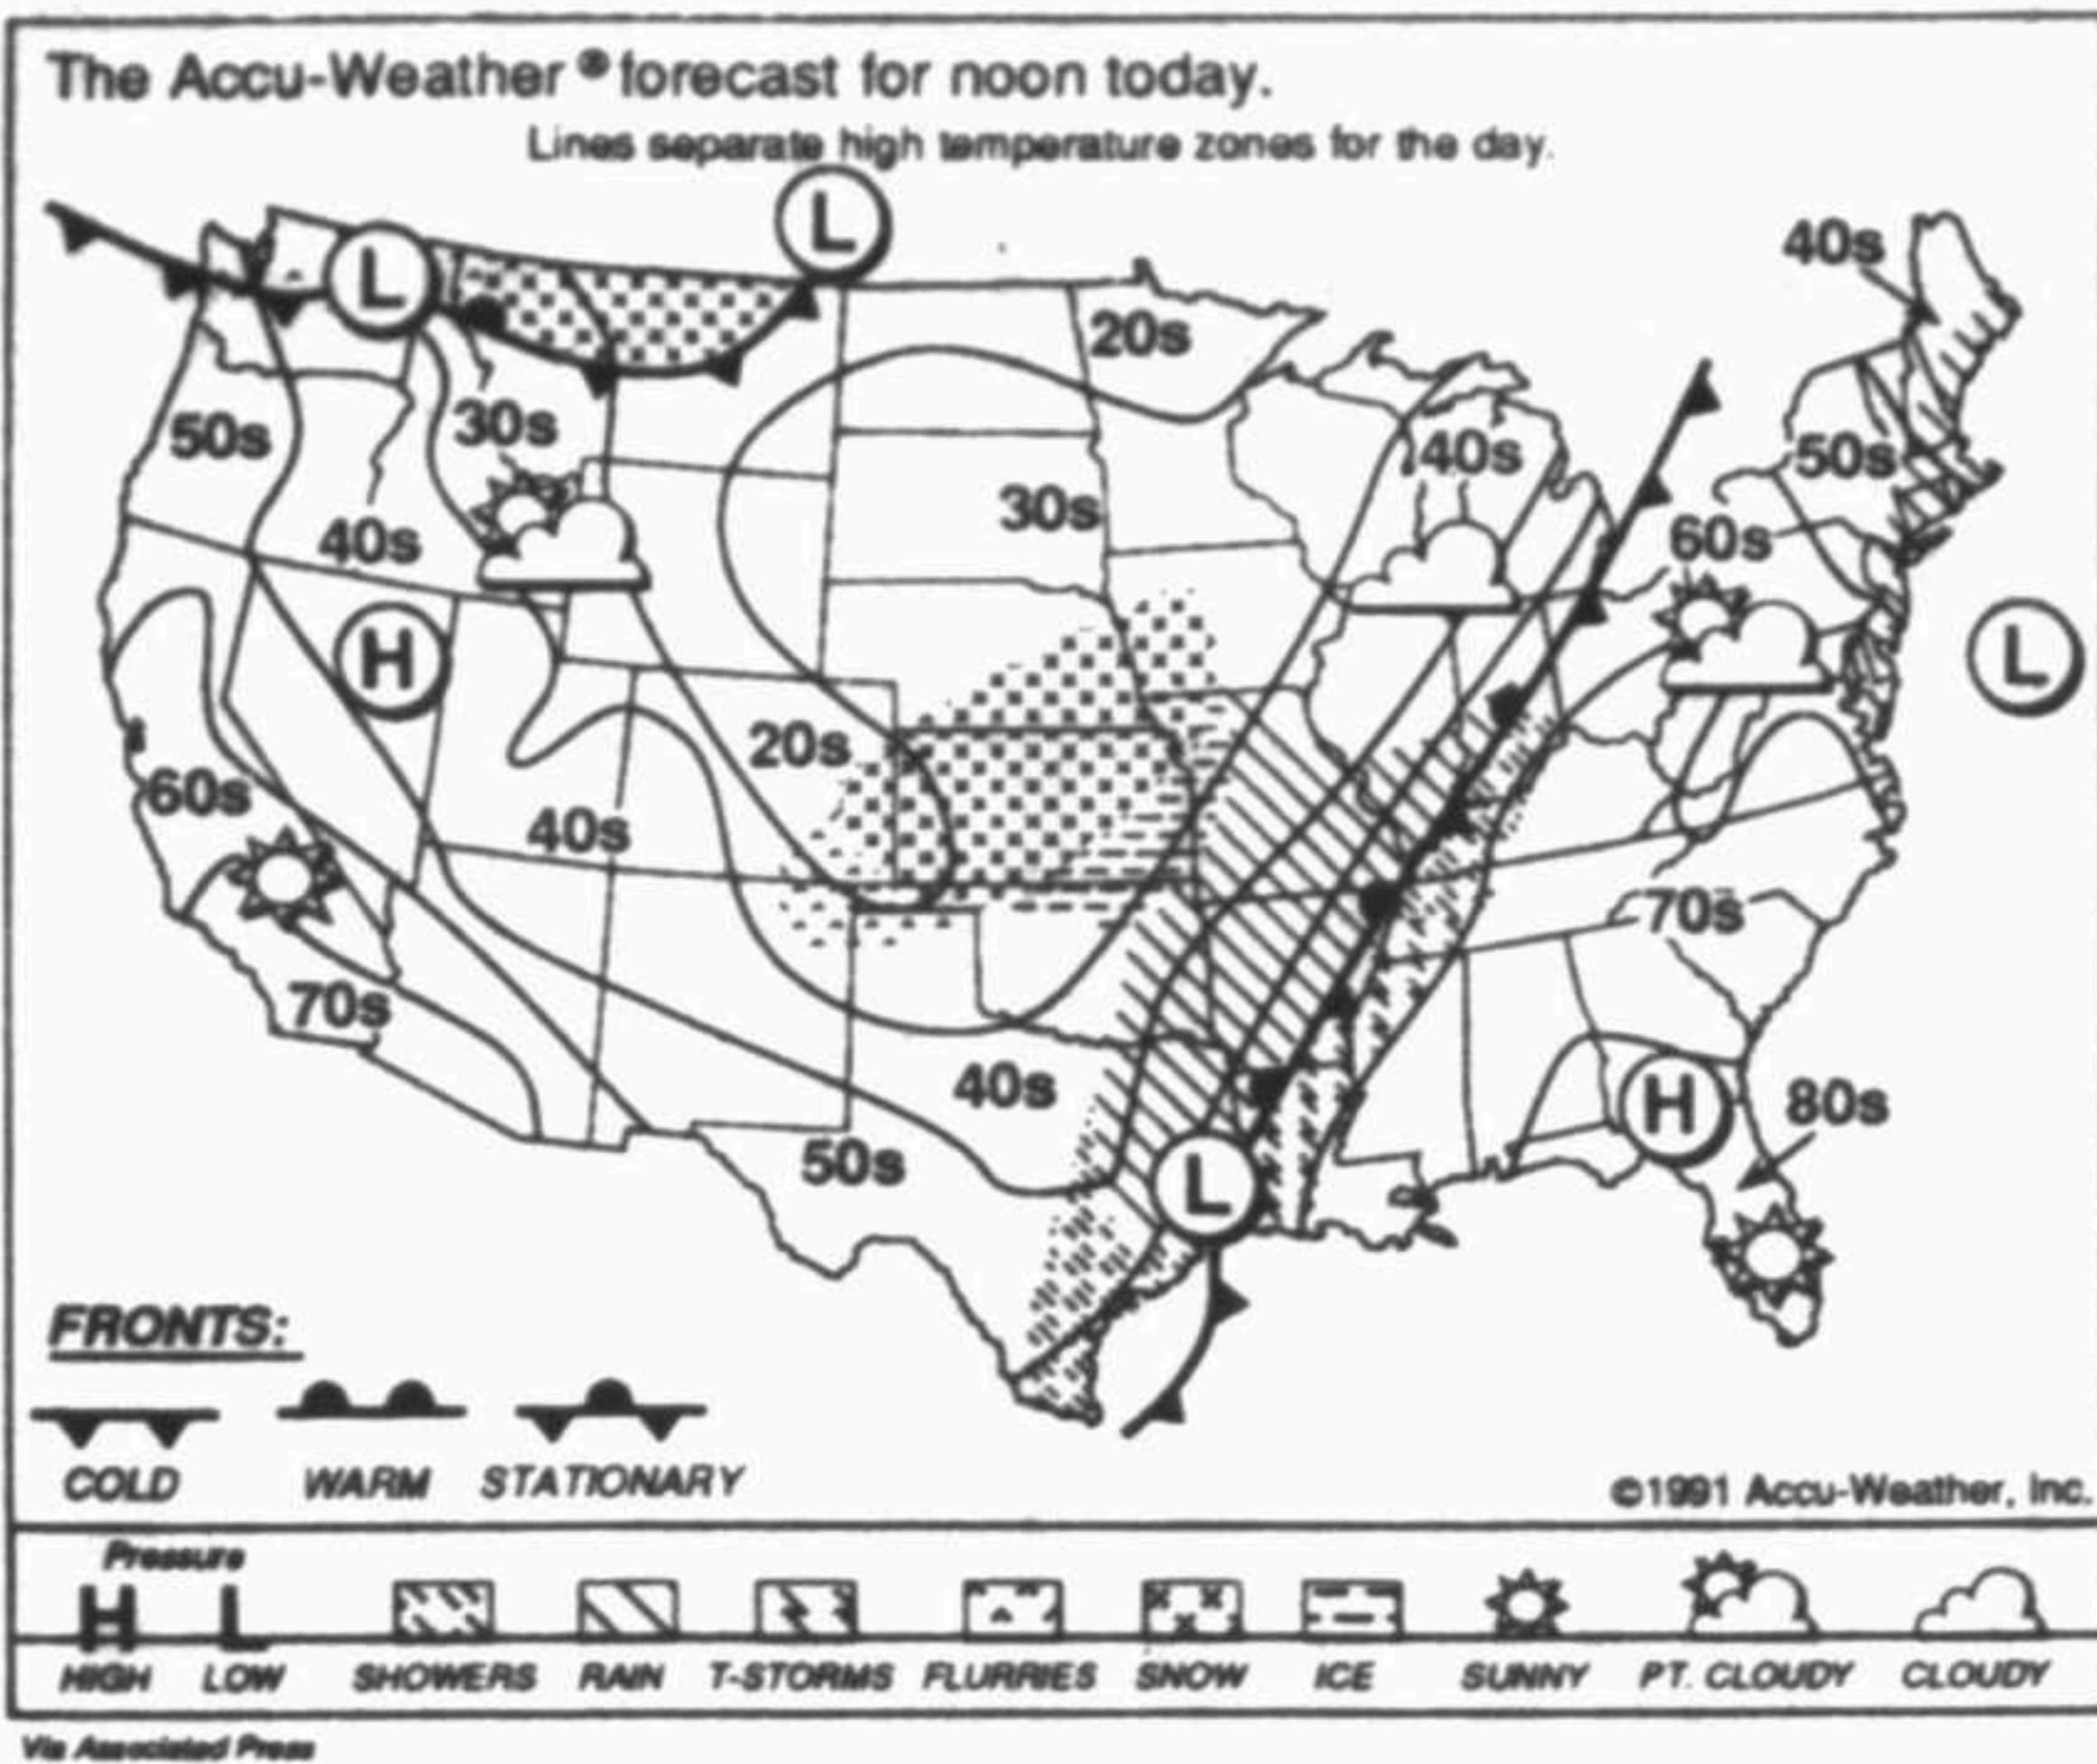 The Accu-Weather® forecast for noon today.
Lines separate high temperature zones for the day.
L
L
40s
20s
50s
30s
40s
50s
30s
40s
60s
H
L
20s
60s
40s
70s
70s
40s
H
80s
50s
L
FRONTS:
COLD WARM STATIONARY
©1991 Accu-Weather, Inc.
Pressure
H L
HIGH LOW SHOWERS RAIN T-STORMS FLURRIES SNOW ICE SUNNY PT. CLOUDY CLOUDY
Via Associated Press